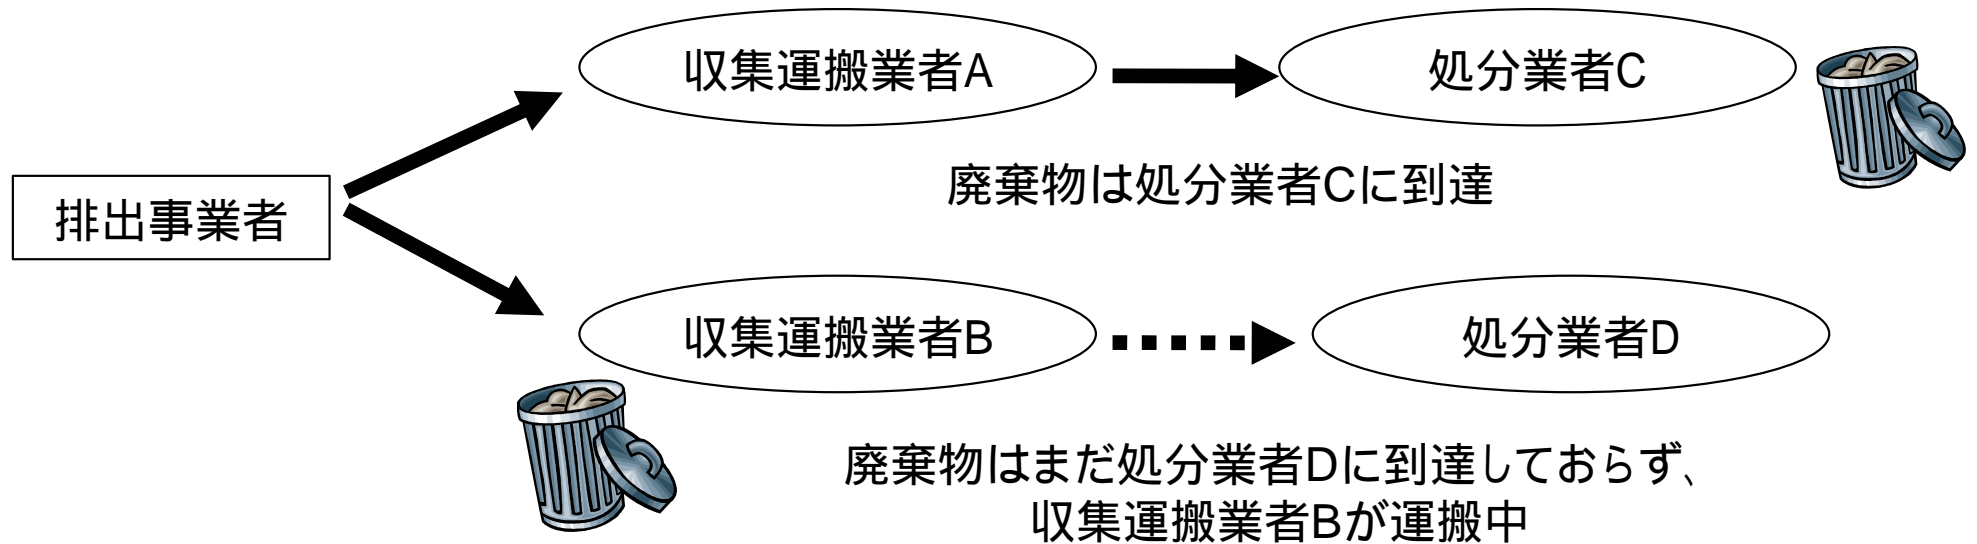 収集運搬業者A
処分業者C
廃棄物は処分業者Cに到達
排出事業者
収集運搬業者B
処分業者D
廃棄物はまだ処分業者Dに到達しておらず、
収集運搬業者Bが運搬中